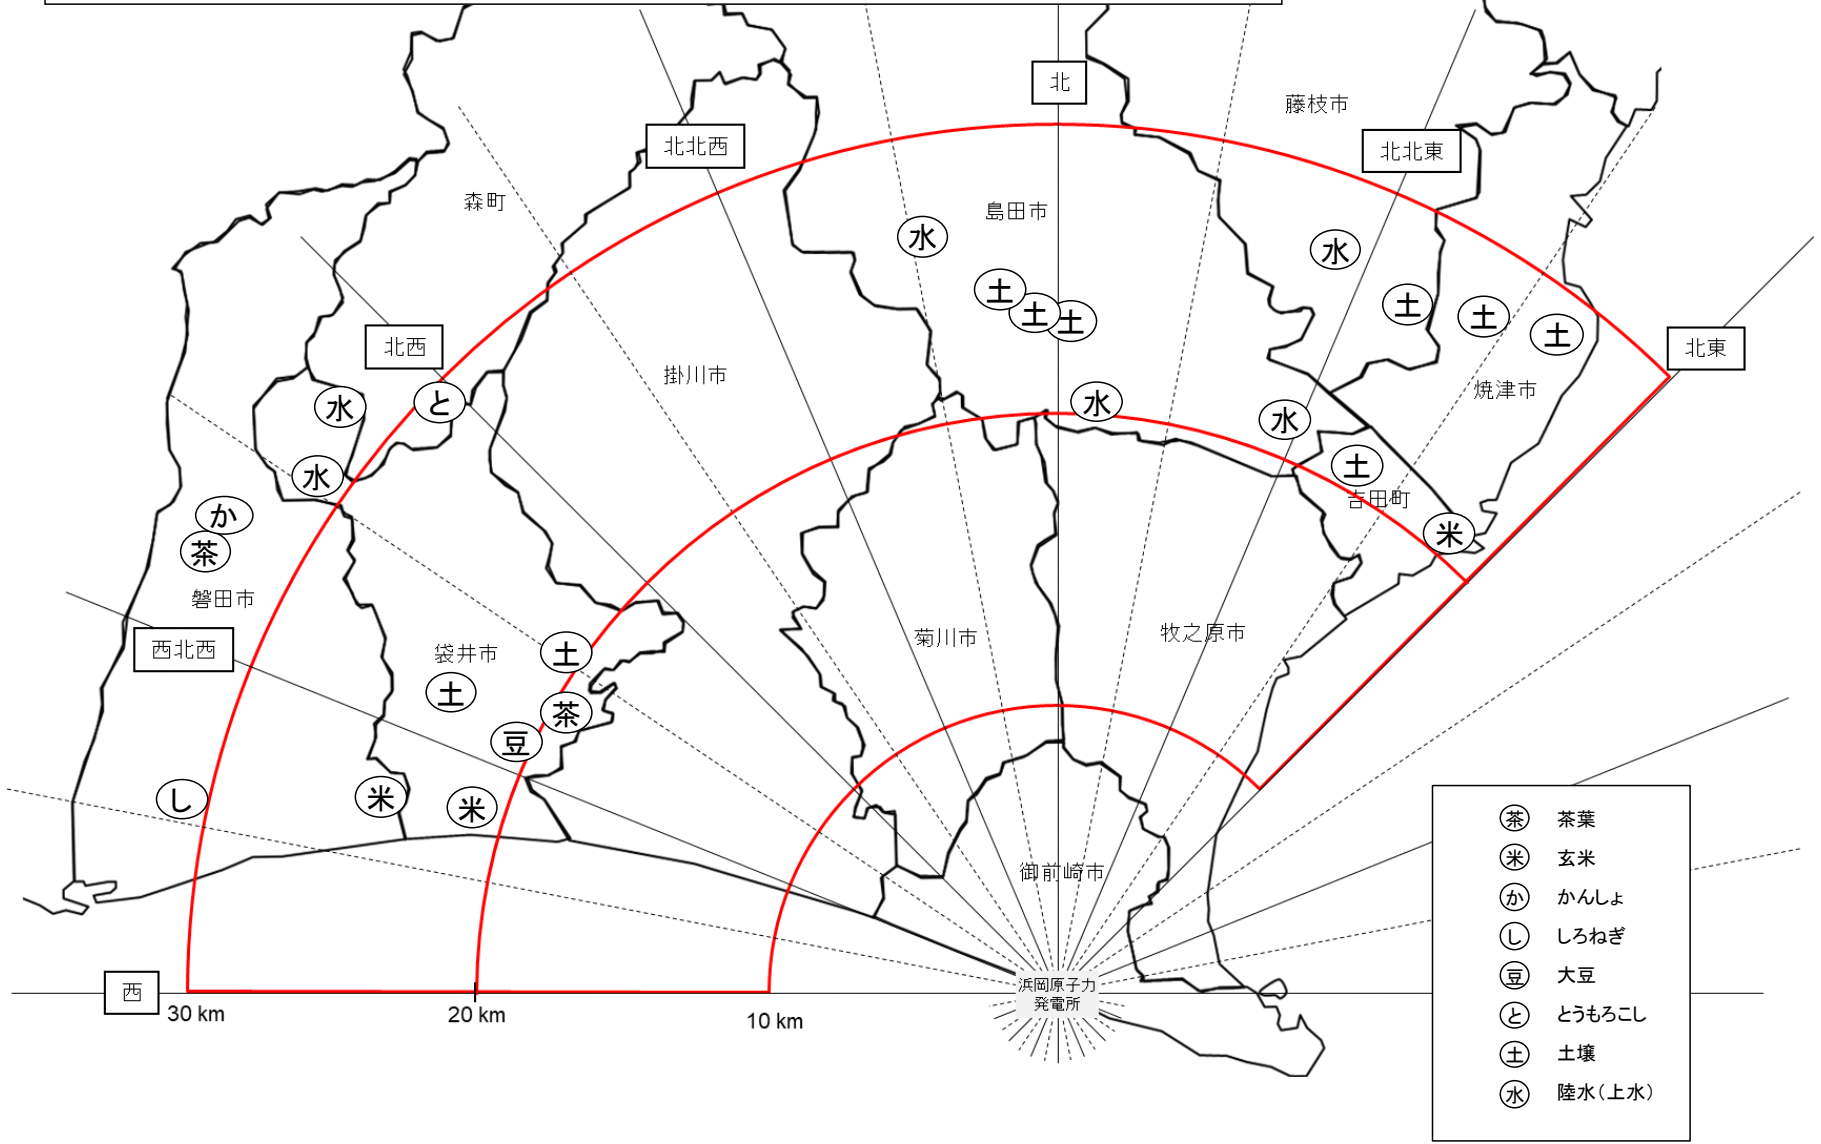 北
藤枝市
北北西
北北東
森町
島田市
水
水
土
土
土
土
土
土
北西
北東
掛川市
焼津市
と
水
水
水
水
土
吉田町
か
茶
米
磐田市
西北西
袋井市
土
土
茶
豆
菊川市
牧之原市
し
米
米
御前崎市
浜岡原子力
発電所
西
30 km
20 km
10 km
茶 茶葉
米 玄米
か かんしょ
し しろねぎ
豆 大豆
と とうもろこし
土 土壌
水 陸水(上水)